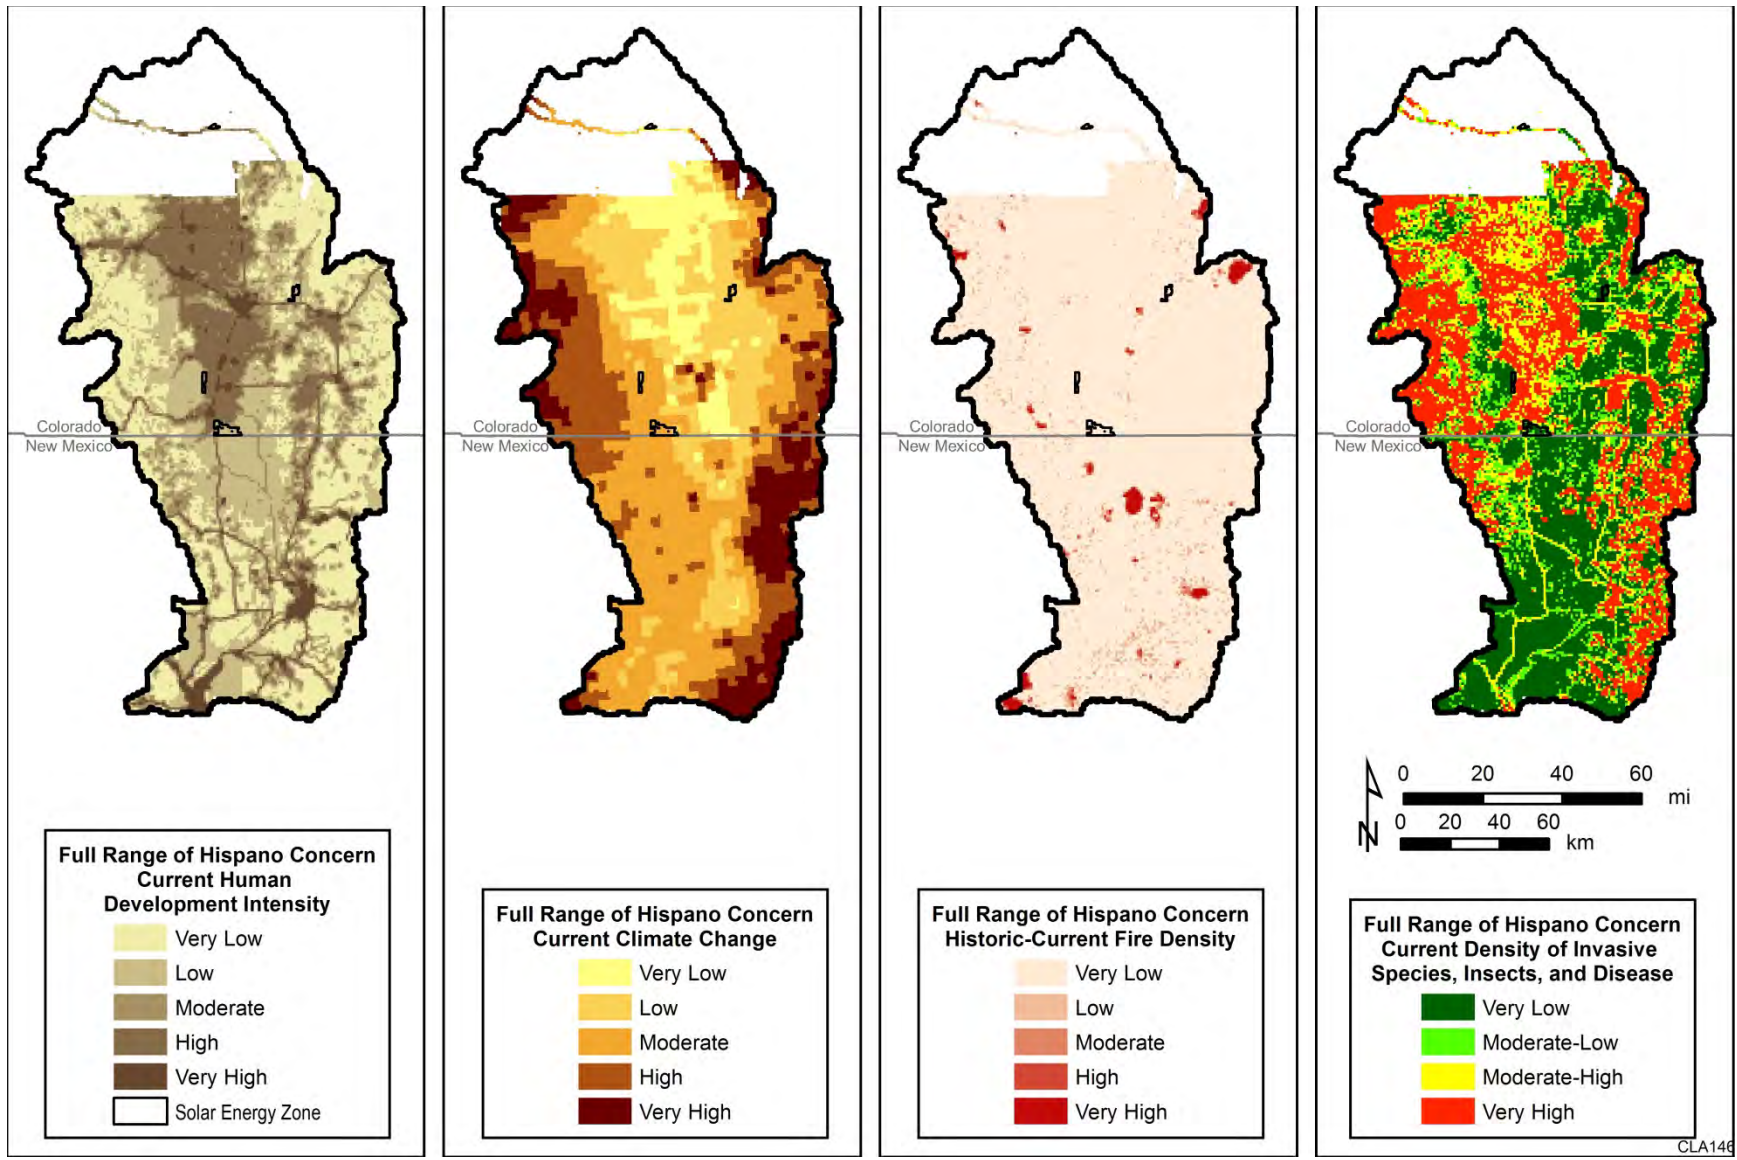 Colorado
New Mexico
Full Range of Hispano Concern
Current Human
Development Intensity
Very Low
Low
Moderate
High
Very High
Solar Energy Zone
Colorado
New Mexico
Full Range of Hispano Concern
Current Climate Change
Very Low
Low
Moderate
High
Very High
Colorado
New Mexico
Full Range of Hispano Concern
Historic-Current Fire Density
Very Low
Low
Moderate
High
Very High
Colorado
New Mexico
N
0 20 40 60
mi
0 20 40 60
km
Full Range of Hispano Concern
Current Density of Invasive
Species, Insects, and Disease
Very Low
Moderate-Low
Moderate-High
Very High
CLA146